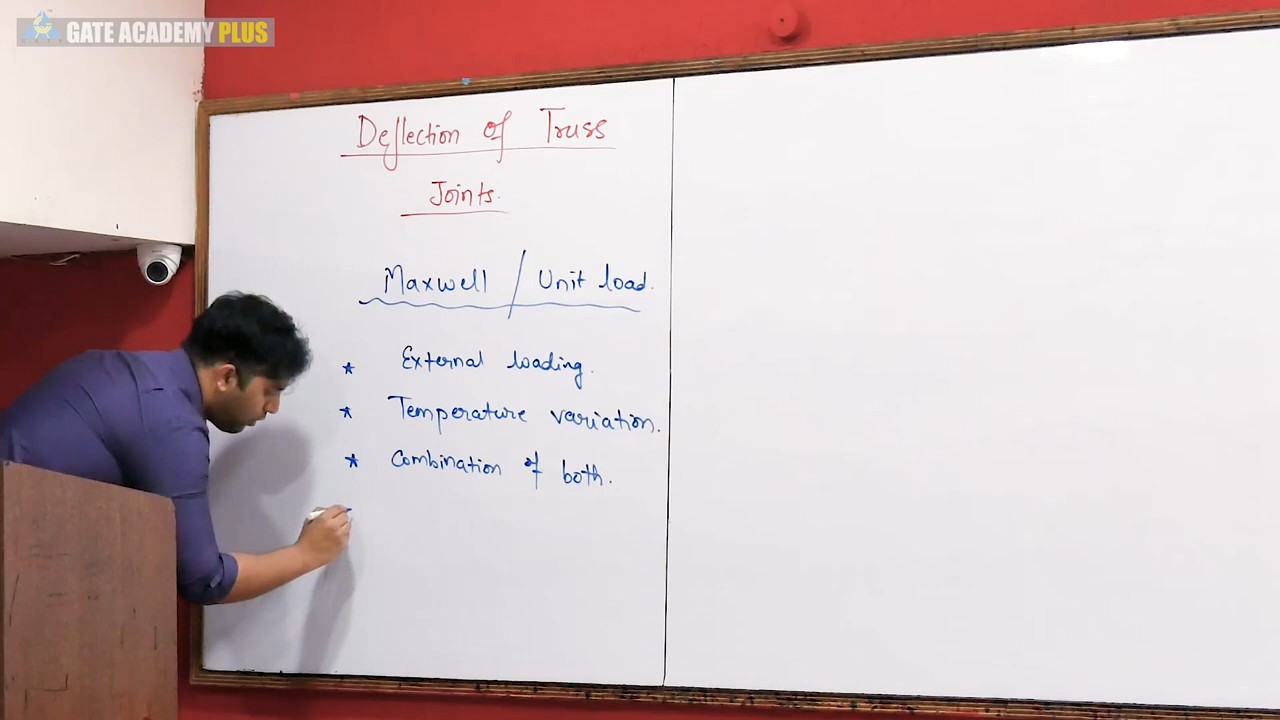 GATE ACADEMY PLUS
Deflection of Truss
Joints.
Maxwell / Unit load.
* External loading.
* Temperature variation.
* Combination of both.